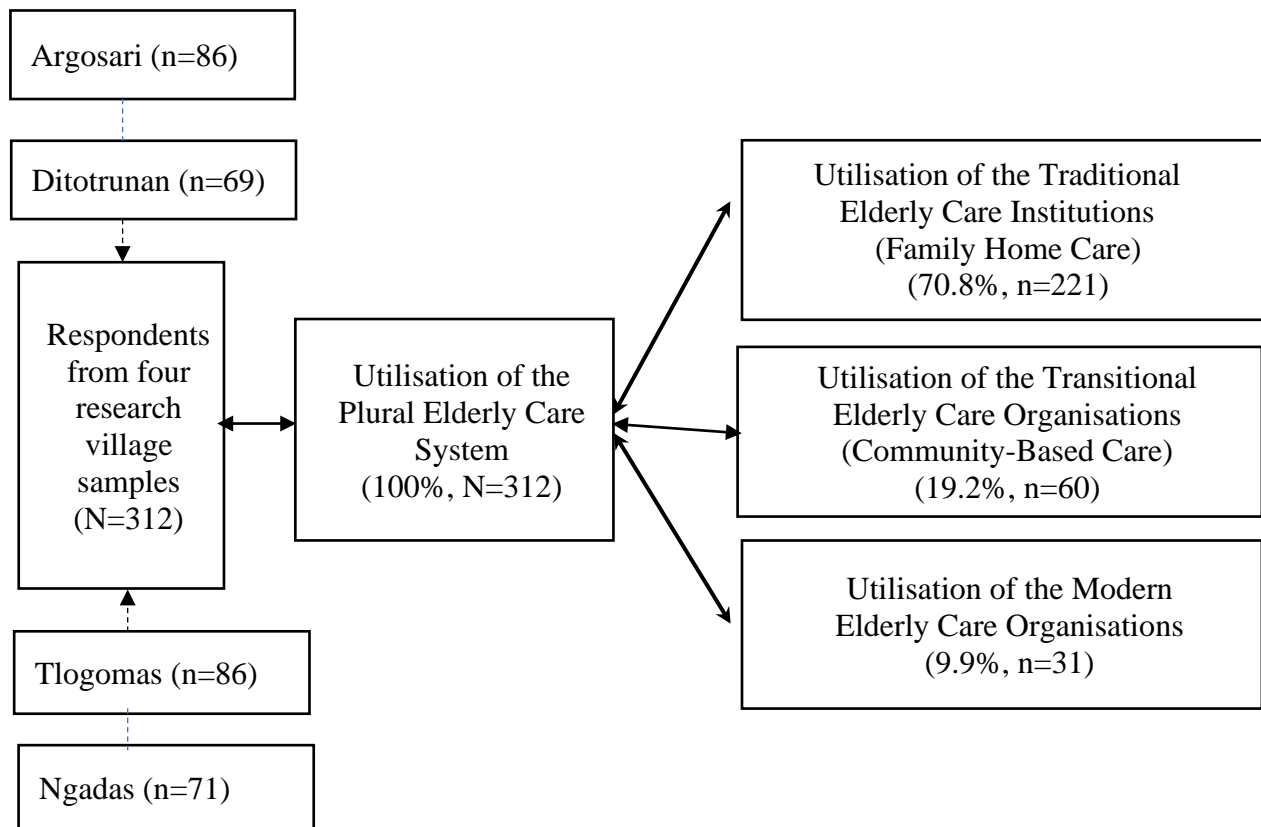 Argosari (n=86)
Ditotrunan (n=69)
Respondents
from four
research
village
samples
(N=312)
Tlogomas (n=86)
Ngadas (n=71)
Utilisation of the
Plural Elderly Care
System
(100%, N=312)
Utilisation of the Traditional
Elderly Care Institutions
(Family Home Care)
(70.8%, n=221)
Utilisation of the Transitional
Elderly Care Organisations
(Community-Based Care)
(19.2%, n=60)
Utilisation of the Modern
Elderly Care Organisations
(9.9%, n=31)